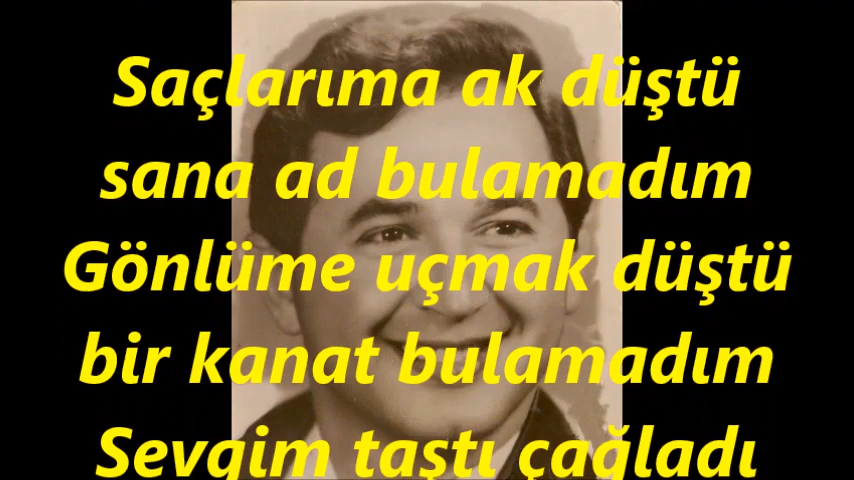 Saçlarıma ak düştü
sana ad bulamadım
Gönlüme uçmak düştü
bir kanat bulamadım
Sevgim taştı çağladı